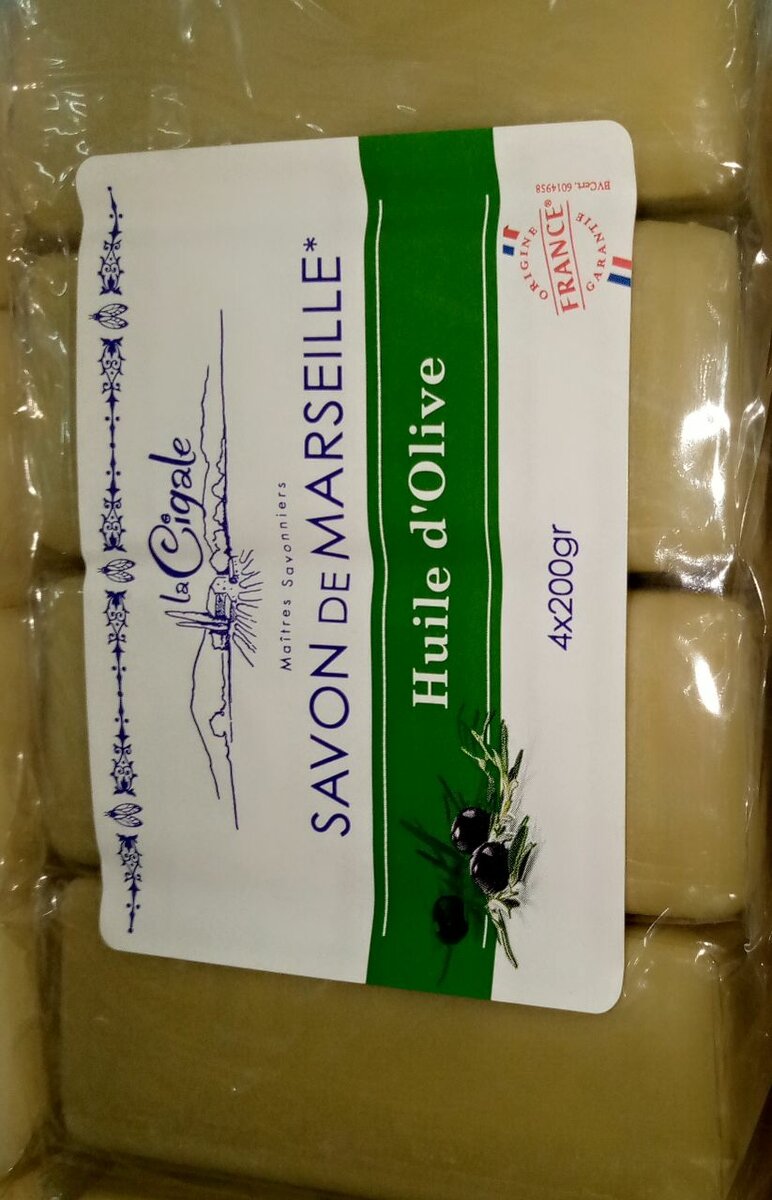 la Cigale
Maîtres Savonniers
SAVON DE MARSEILLE*
Huile d'Olive
4x200gr
ORIGINE
FRANCE®
GARANTIE
BVCert. 6014958